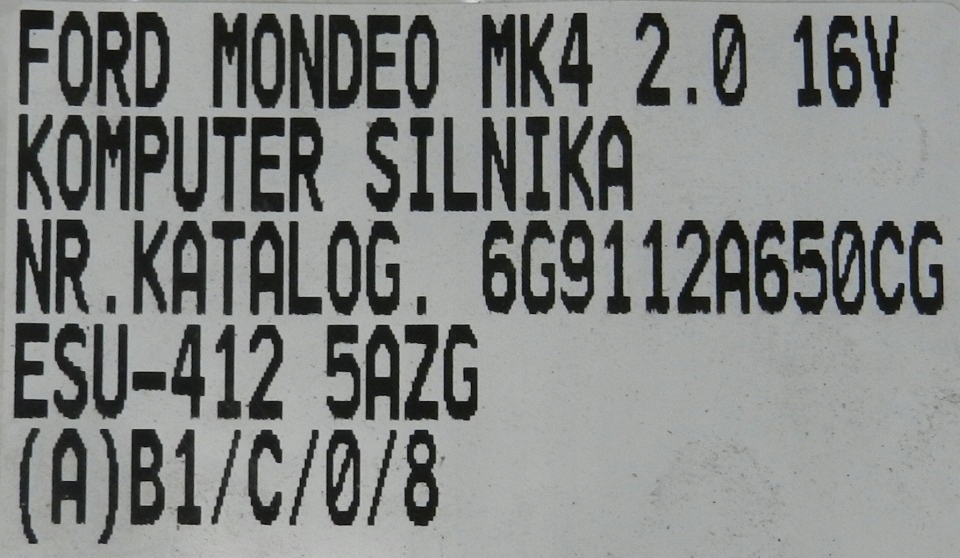 FORD MONDEO MK4 2.0 16V
KOMPUTER SILNIKA
NR.KATALOG. 6G9112A650CG
ESU-412 5AZG
(A)B1/C/0/8